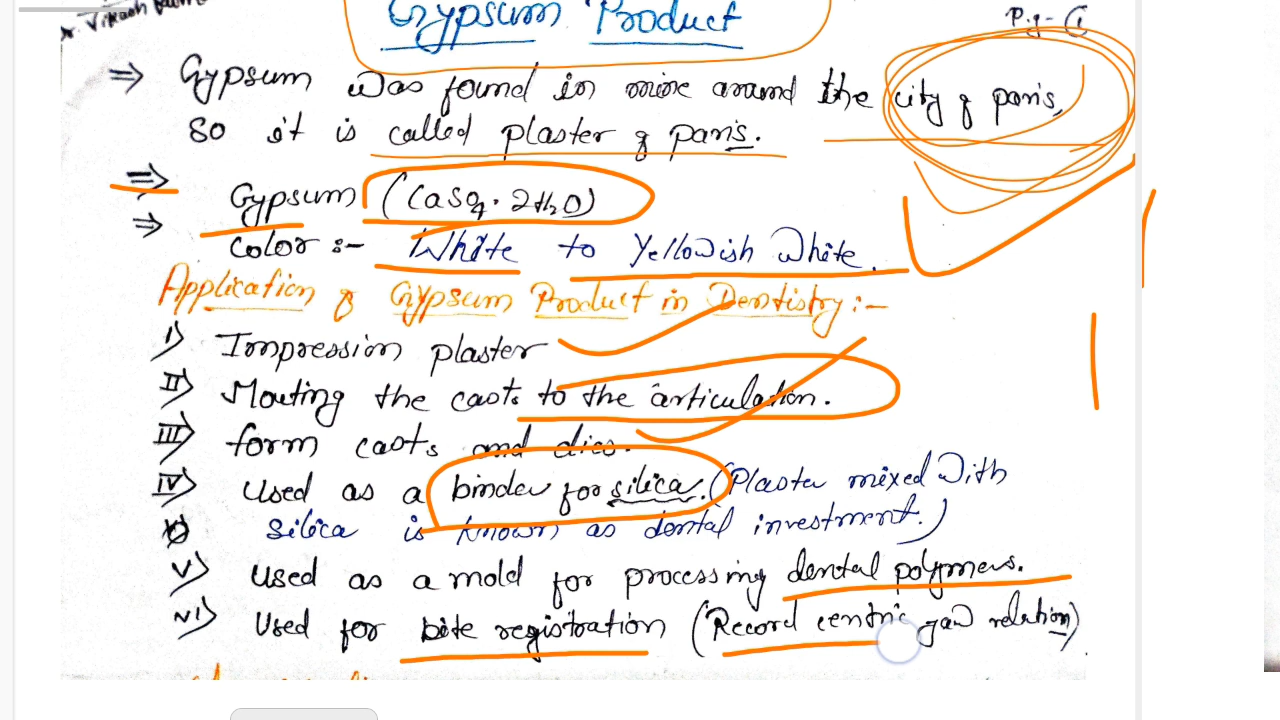 Gypsum Product
P.g-
⇒ Gypsum was found in mine around the city of paris,
So it is called plaster of paris.
⇒ Gypsum (CaSO4. 2H2O)
⇒ Color :- White to Yellowish White.
Application of Gypsum Product in Dentistry:-
I) Impression plaster
II) Mouting the casts to the articulation.
III) form casts and dies.
IV) Used as a binder for silica. (Plaster mixed With
Silica is known as dental investment.)
V) Used as a mold for processing dental polymers.
VI) Used for bite registration (Record centric jaw relation)